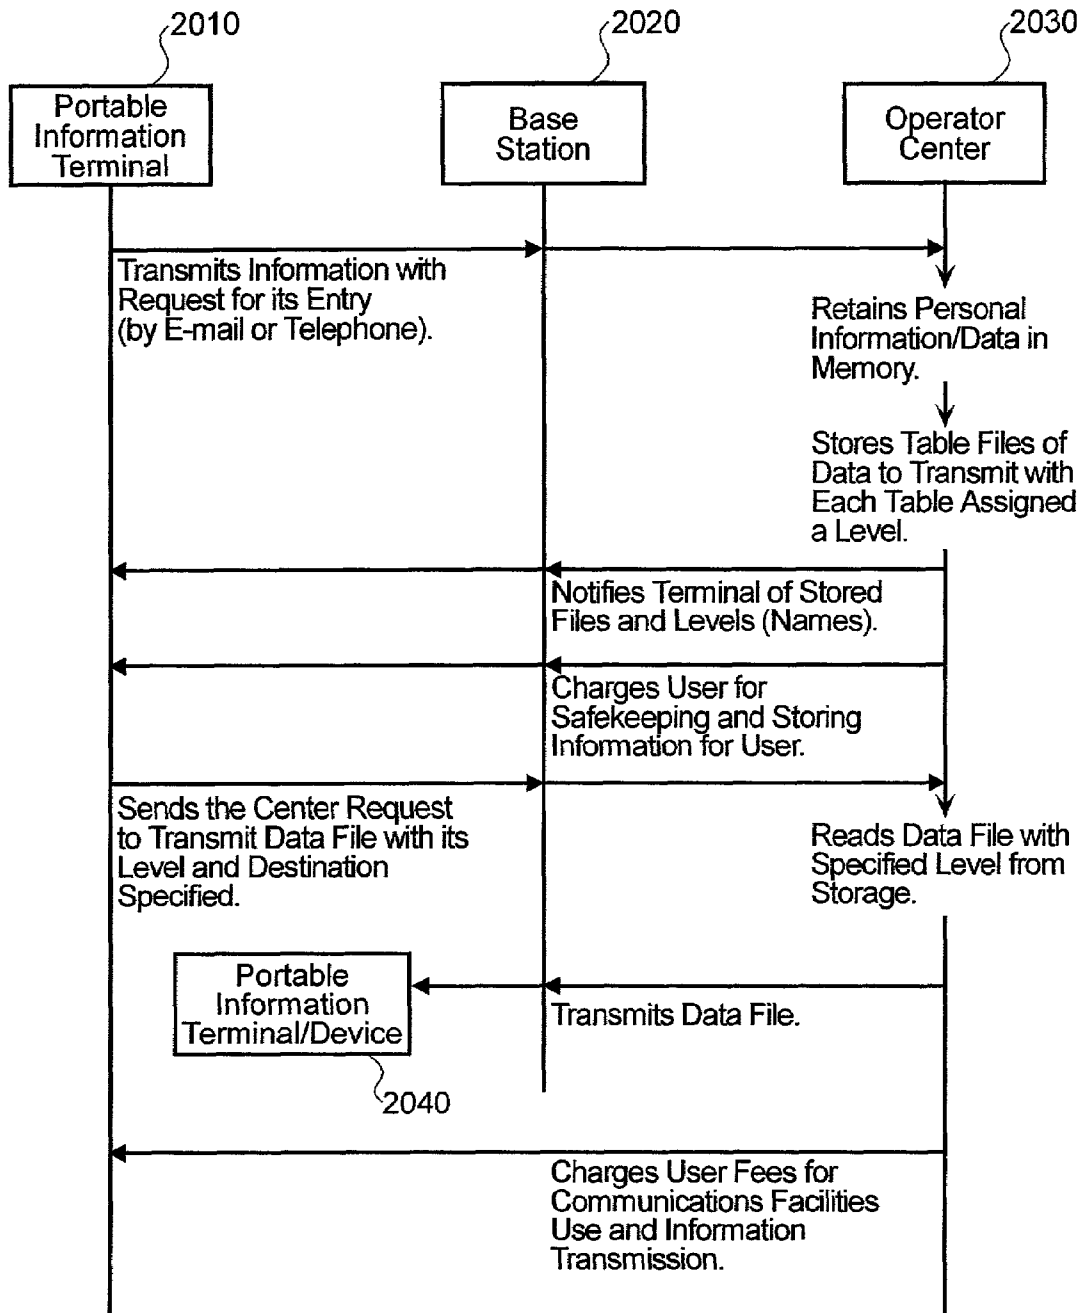 2010
2020
2030
Portable
Information
Terminal
Base
Station
Operator
Center
Transmits Information with
Request for its Entry
(by E-mail or Telephone).
Retains Personal
Information/Data in
Memory.
Stores Table Files of
Data to Transmit with
Each Table Assigned
a Level.
Notifies Terminal of Stored
Files and Levels (Names).
Charges User for
Safekeeping and Storing
Information for User.
Sends the Center Request
to Transmit Data File with its
Level and Destination
Specified.
Reads Data File with
Specified Level from
Storage.
Portable
Information
Terminal/Device
Transmits Data File.
2040
Charges User Fees for
Communications Facilities
Use and Information
Transmission.